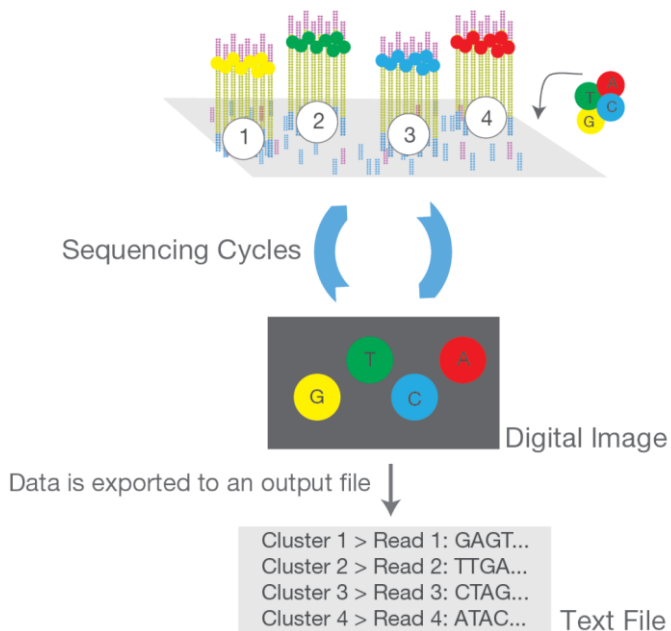 1
2
3
4
A
T
C
G
Sequencing Cycles
T
A
G
C
Digital Image
Data is exported to an output file
Cluster 1 > Read 1: GAGT...
Cluster 2 > Read 2: TTGA...
Cluster 3 > Read 3: CTAG...
Cluster 4 > Read 4: ATAC...
Text File